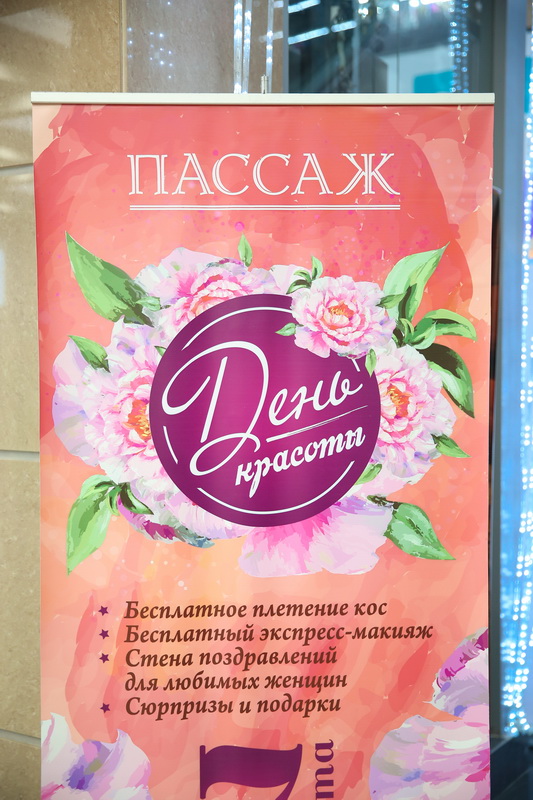 ПАССАЖ
День
красоты
Бесплатное плетение кос
Бесплатный экспресс-макияж
Стена поздравлений
для любимых женщин
Сюрпризы и подарки